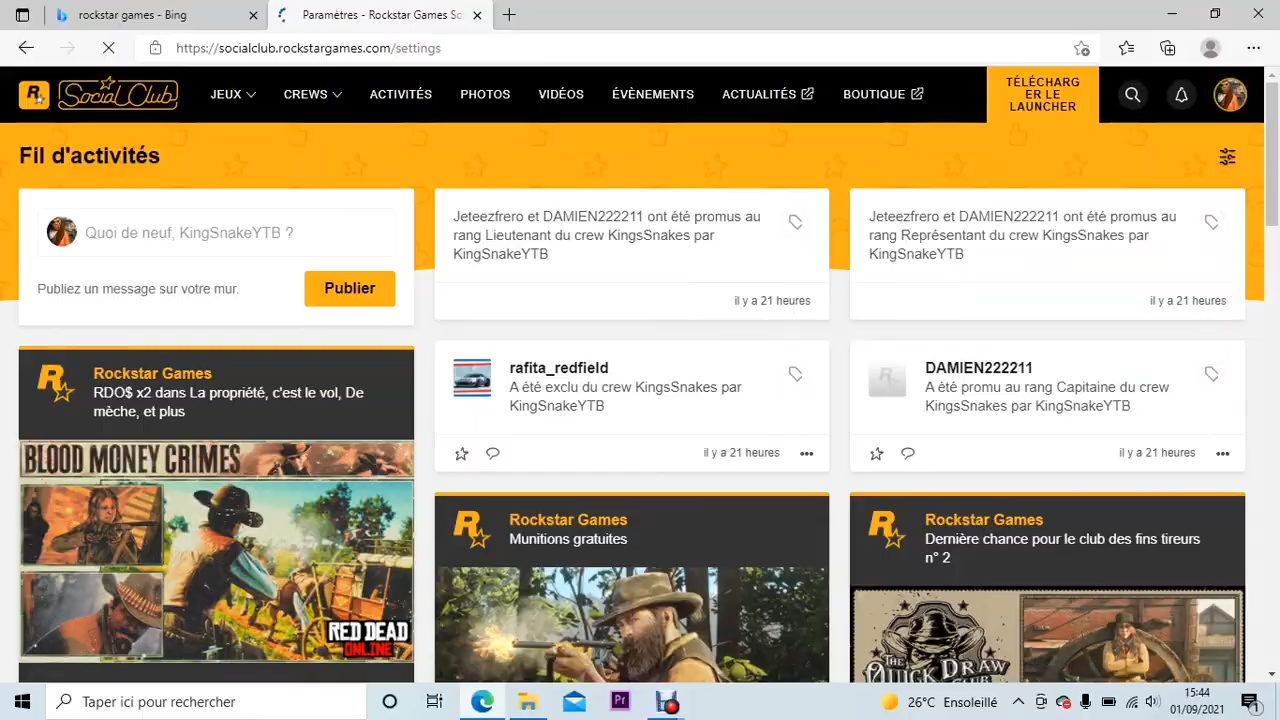 rockstar games - Bing
Paramètres - Rockstar Games So
https://socialclub.rockstargames.com/settings
R Social Club
JEUX
CREWS
ACTIVITÉS
PHOTOS
VIDÉOS
ÉVÈNEMENTS
ACTUALITÉS
BOUTIQUE
TÉLÉCHARG
ER LE
LAUNCHER
Fil d'activités
Quoi de neuf, KingSnakeYTB ?
Publiez un message sur votre mur.
Publier
Rockstar Games
RDO$ x2 dans La propriété, c'est le vol, De
mèche, et plus
BLOOD MONEY CRIMES
RED DEAD
ONLINE
Jeteezfrero et DAMIEN222211 ont été promus au
rang Lieutenant du crew KingsSnakes par
KingSnakeYTB
il y a 21 heures
rafita_redfield
A été exclu du crew KingsSnakes par
KingSnakeYTB
il y a 21 heures
Rockstar Games
Munitions gratuites
Jeteezfrero et DAMIEN222211 ont été promus au
rang Représentant du crew KingsSnakes par
KingSnakeYTB
il y a 21 heures
DAMIEN222211
A été promu au rang Capitaine du crew
KingsSnakes par KingSnakeYTB
il y a 21 heures
Rockstar Games
Dernière chance pour le club des fins tireurs
n° 2
THE
QUICK DRAW
CLUB
Taper ici pour rechercher
Pr
26°C Ensoleillé
15:44
01/09/2021
1